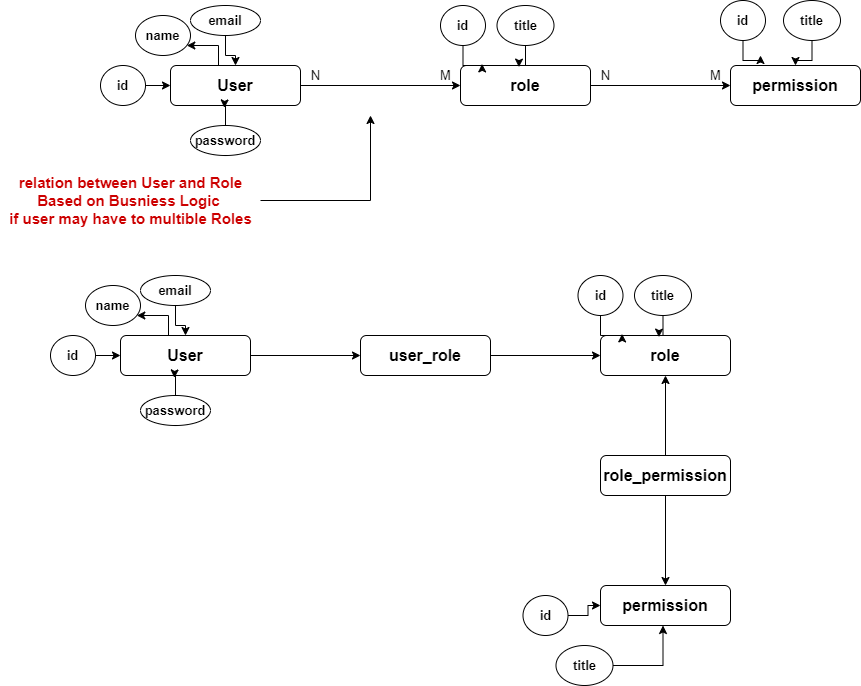 email
name
id
User
password
N
M
id
title
role
N
M
id
title
permission
relation between User and Role
Based on Busniess Logic
if user may have to multible Roles
email
name
id
User
password
user_role
id
title
role
role_permission
permission
id
title